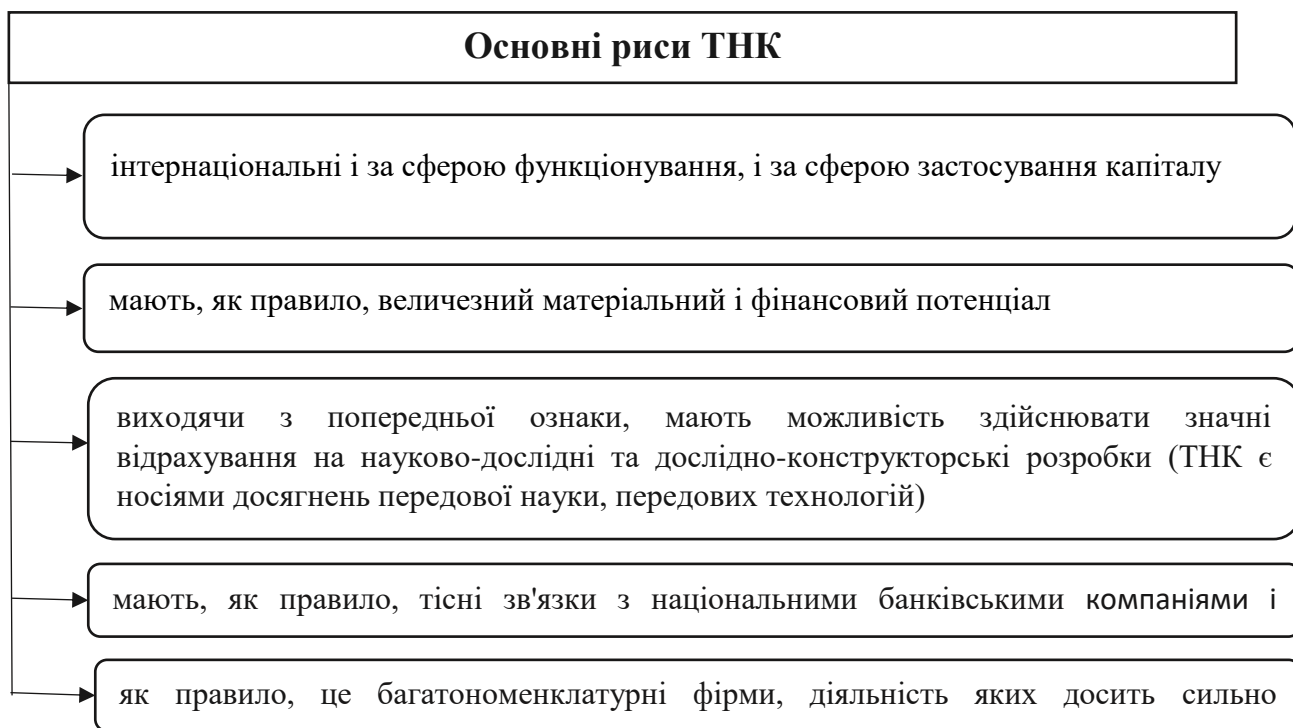 Основні риси ТНК
інтернаціональні і за сферою функціонування, і за сферою застосування капіталу
мають, як правило, величезний матеріальний і фінансовий потенціал
виходячи з попередньої ознаки, мають можливість здійснювати значні
відрахування на науково-дослідні та дослідно-конструкторські розробки (ТНК є
носіями досягнень передової науки, передових технологій)
мають, як правило, тісні зв'язки з національними банківськими компаніями і
як правило, це багатономенклатурні фірми, діяльність яких досить сильно